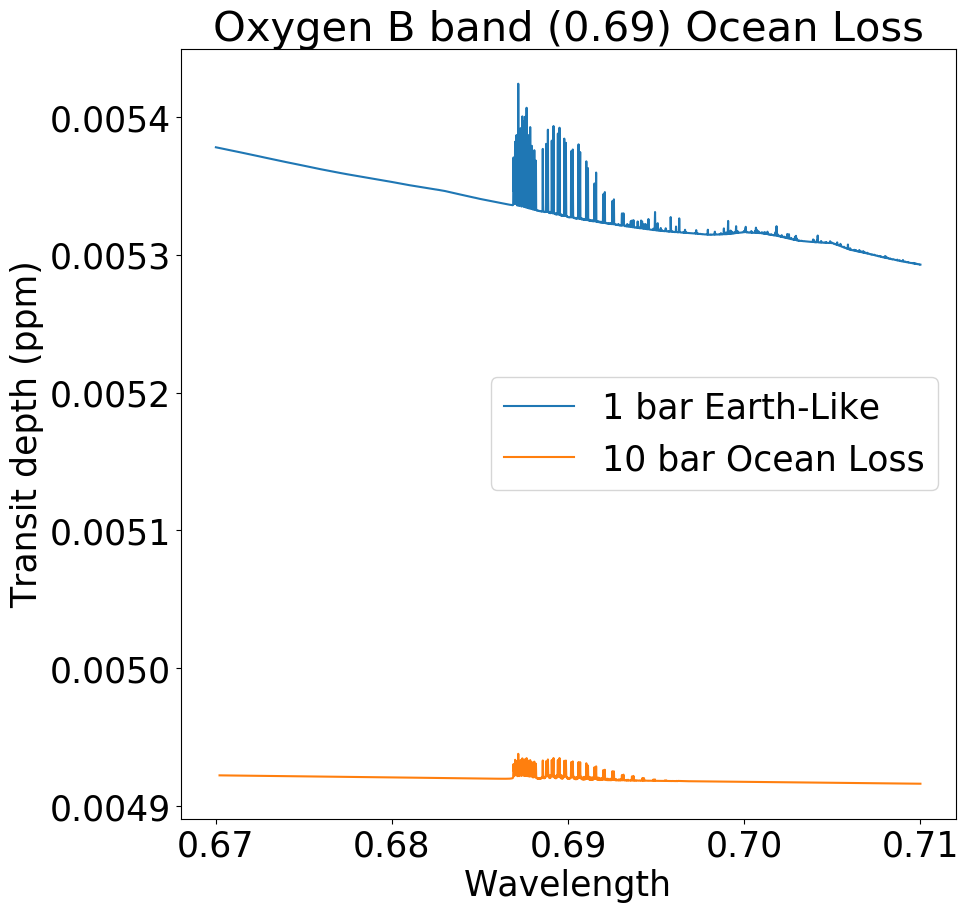 Oxygen B band (0.69) Ocean Loss
0.0054
0.0053
0.0052
0.0051
0.0050
0.0049
Transit depth (ppm)
1 bar Earth-Like
10 bar Ocean Loss
0.67 0.68 0.69 0.70 0.71
Wavelength